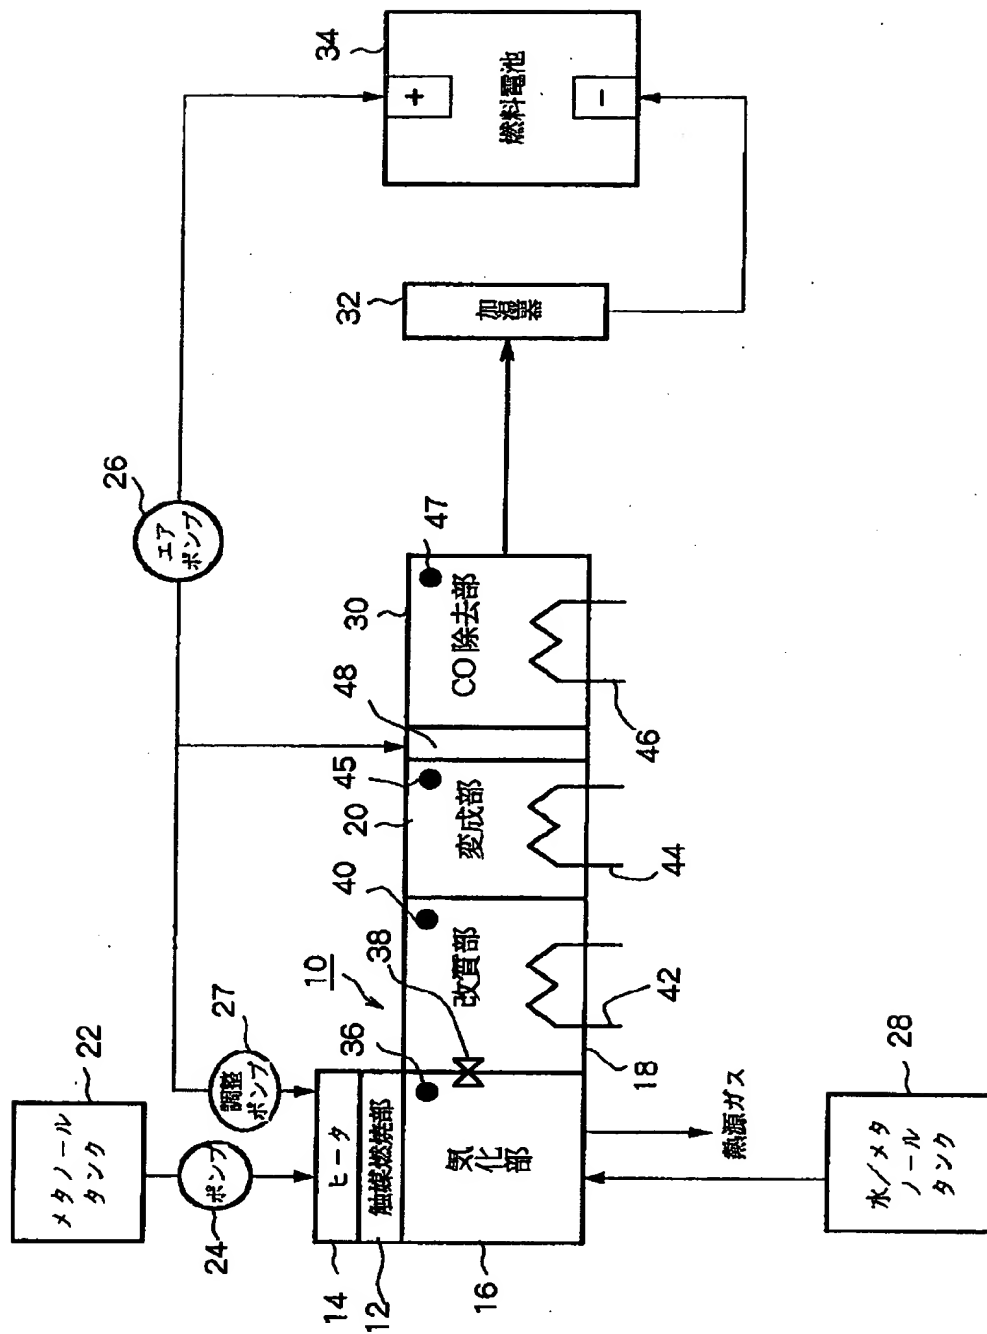 メタノール
タンク
22
ポンプ
24
調整
ポンプ
27
エア
ポンプ
26
ヒータ
14
触媒燃焼部
12
気化部
16
36
10
38
改質部
40
18
42
変成部
20
45
44
48
CO除去部
30
47
46
加湿器
32
燃料電池
+
-
34
熱源ガス
水/メタ
ノール
タンク
28